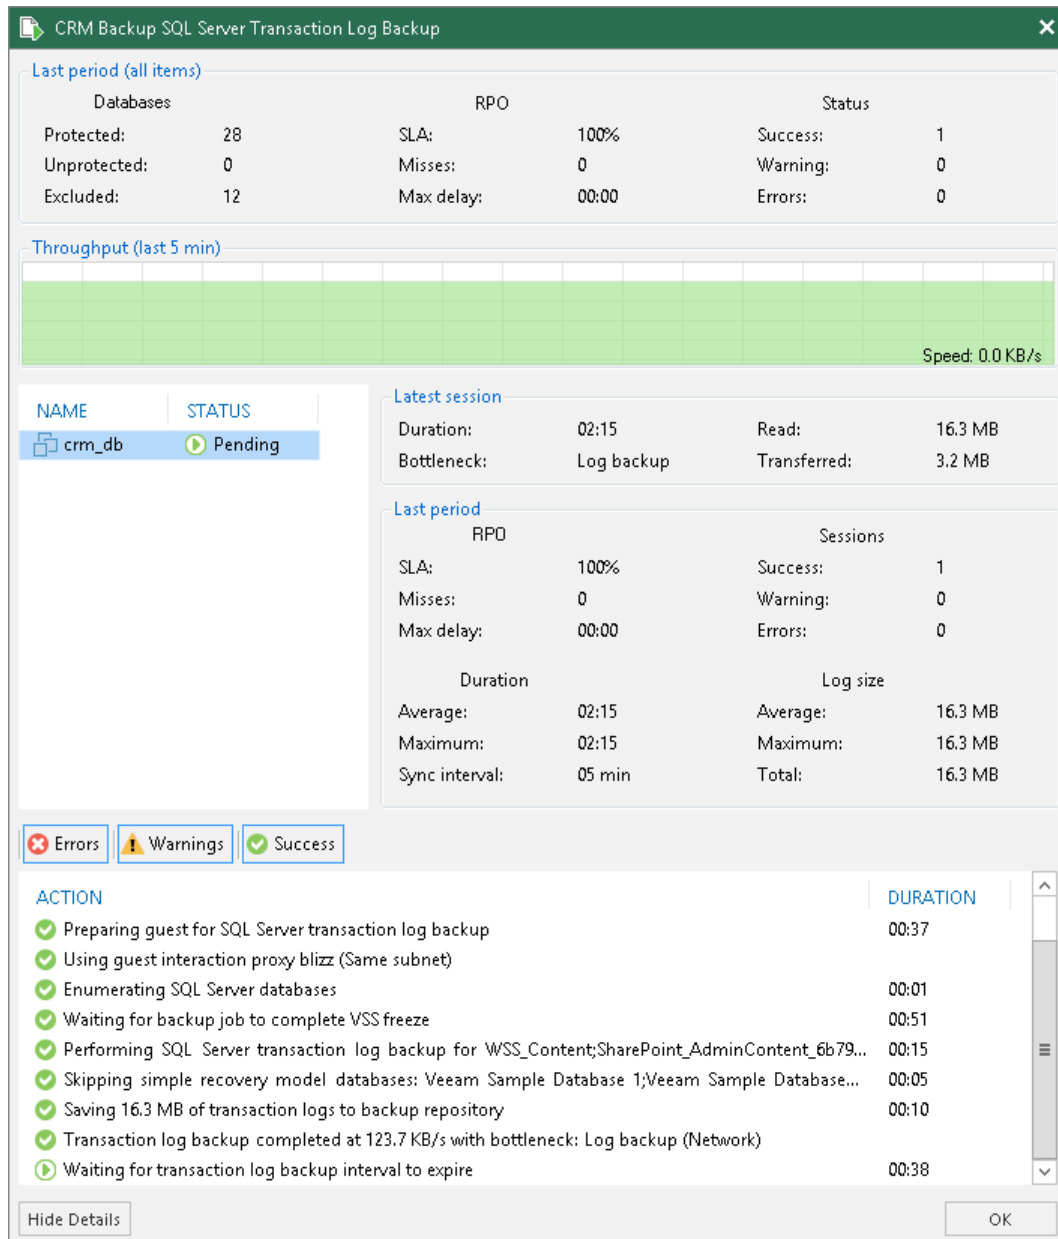 CRM Backup SQL Server Transaction Log Backup
Last period (all items)
Databases RPO Status
Protected: 28 SLA: 100% Success: 1
Unprotected: 0 Misses: 0 Warning: 0
Excluded: 12 Max delay: 00:00 Errors: 0
Throughput (last 5 min)
Speed: 0.0 KB/s
NAME STATUS
crm_db Pending
Latest session
Duration: 02:15 Read: 16.3 MB
Bottleneck: Log backup Transferred: 3.2 MB
Last period
RPO Sessions
SLA: 100% Success: 1
Misses: 0 Warning: 0
Max delay: 00:00 Errors: 0
Duration Log size
Average: 02:15 Average: 16.3 MB
Maximum: 02:15 Maximum: 16.3 MB
Sync interval: 05 min Total: 16.3 MB
Errors Warnings Success
ACTION DURATION
Preparing guest for SQL Server transaction log backup 00:37
Using guest interaction proxy blizz (Same subnet)
Enumerating SQL Server databases 00:01
Waiting for backup job to complete VSS freeze 00:51
Performing SQL Server transaction log backup for WSS_Content;SharePoint_AdminContent_6b79... 00:15
Skipping simple recovery model databases: Veeam Sample Database 1;Veeam Sample Database... 00:05
Saving 16.3 MB of transaction logs to backup repository 00:10
Transaction log backup completed at 123.7 KB/s with bottleneck: Log backup (Network)
Waiting for transaction log backup interval to expire 00:38
Hide Details OK